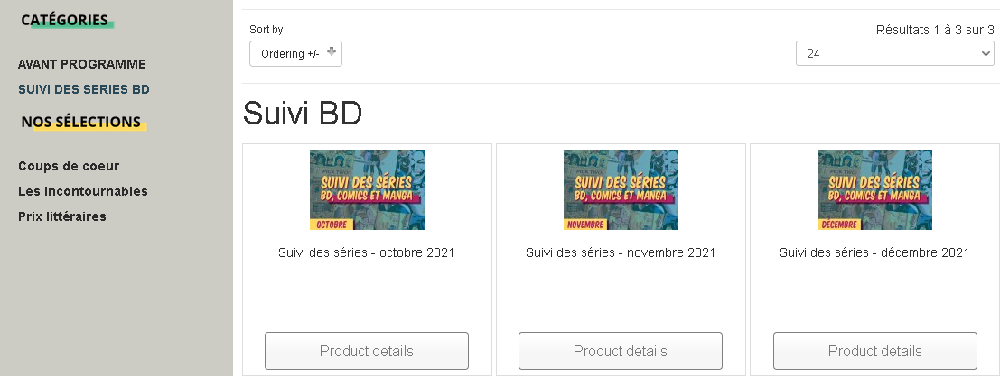 CATÉGORIES
AVANT PROGRAMME
SUIVI DES SERIES BD
NOS SÉLECTIONS
Coups de coeur
Les incontournables
Prix littéraires
Sort by
Ordering +/-
Résultats 1 à 3 sur 3
24
Suivi BD
SUIVI DES SÉRIES
BD, COMICS ET MANGA
OCTOBRE
Suivi des séries - octobre 2021
Product details
SUIVI DES SÉRIES
BD, COMICS ET MANGA
NOVEMBRE
Suivi des séries - novembre 2021
Product details
SUIVI DES SÉRIES
BD, COMICS ET MANGA
DÉCEMBRE
Suivi des séries - décembre 2021
Product details